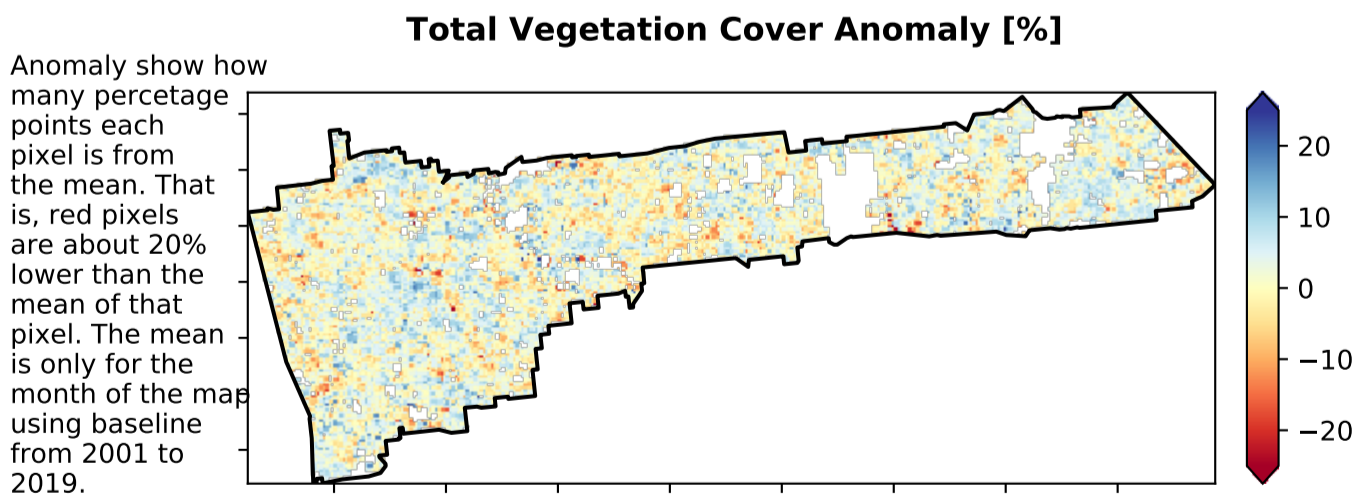 Total Vegetation Cover Anomaly [%]
Anomaly show how
many percetage
points each
pixel is from
the mean. That
is, red pixels
are about 20%
lower than the
mean of that
pixel. The mean
is only for the
month of the map
using baseline
from 2001 to
2019.
20
10
0
−10
−20